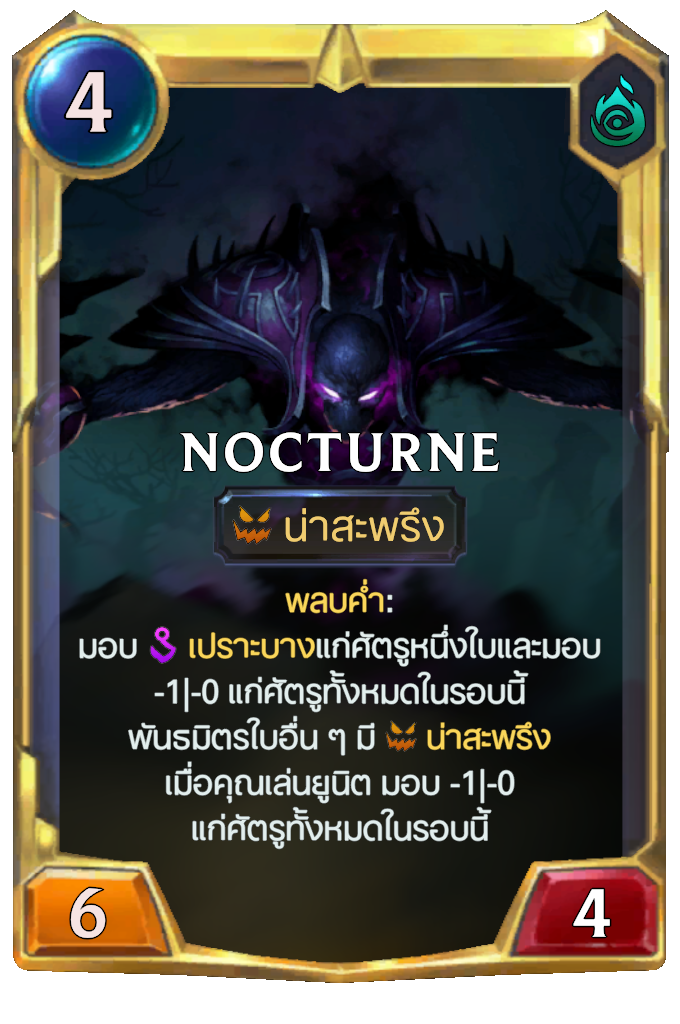 4
NOCTURNE
น่าสะพรึง
พลบค่ำ:
มอบ เปราะบางแก่ศัตรูหนึ่งใบและมอบ
-1|-0 แก่ศัตรูทั้งหมดในรอบนี้
พันธมิตรใบอื่น ๆ มี น่าสะพรึง
เมื่อคุณเล่นยูนิต มอบ -1|-0
แก่ศัตรูทั้งหมดในรอบนี้
6 4